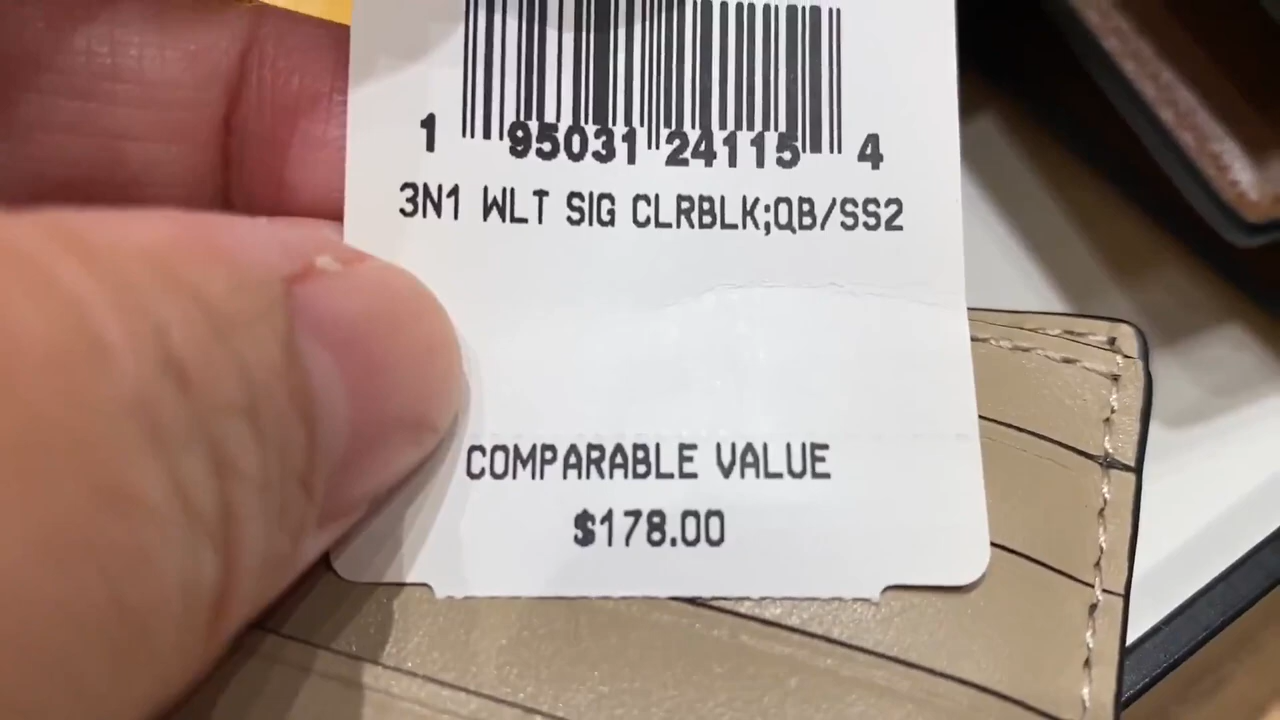 1 95031 24115 4
3N1 WLT SIG CLRBLK;QB/SS2
COMPARABLE VALUE
$178.00